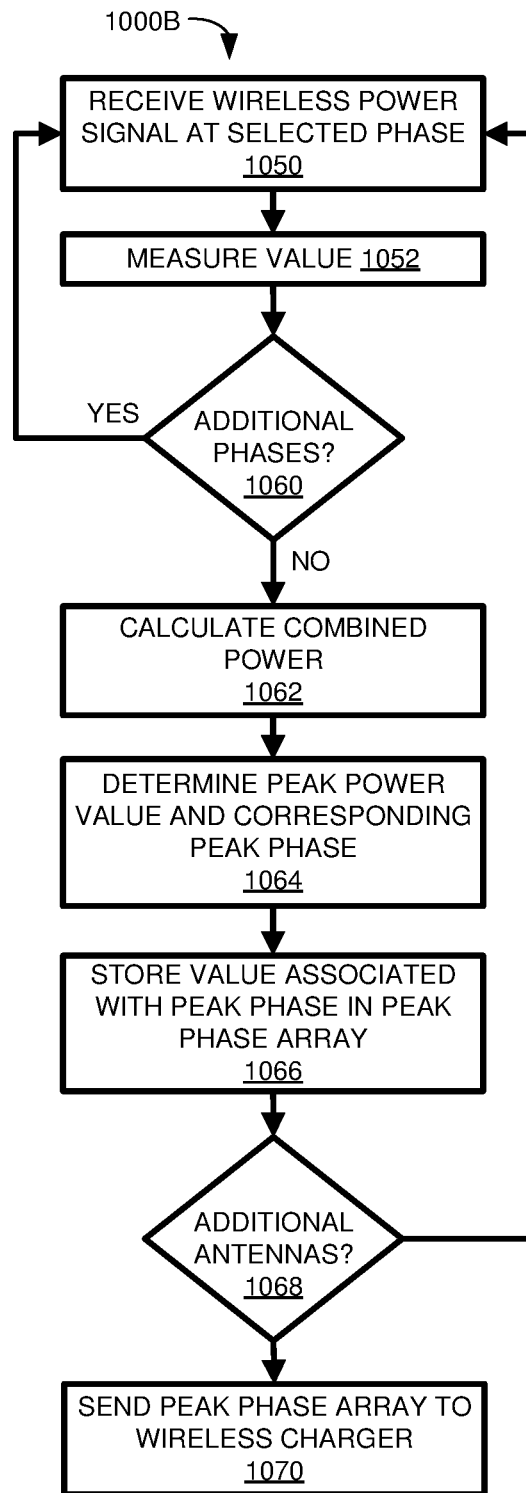 1000B
RECEIVE WIRELESS POWER
SIGNAL AT SELECTED PHASE
1050
MEASURE VALUE 1052
YES
ADDITIONAL
PHASES?
1060
NO
CALCULATE COMBINED
POWER
1062
DETERMINE PEAK POWER
VALUE AND CORRESPONDING
PEAK PHASE
1064
STORE VALUE ASSOCIATED
WITH PEAK PHASE IN PEAK
PHASE ARRAY
1066
ADDITIONAL
ANTENNAS?
1068
SEND PEAK PHASE ARRAY TO
WIRELESS CHARGER
1070